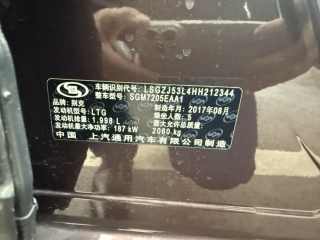 车辆识别代号: LSGZJ53L4HH212344
整车型号: SGM7205EAA1
品牌: 别克 制造年月: 2017年08月
发动机型号: LTG 乘坐人数: 5
发动机排量: 1.998 L 最大允许总质量:
发动机最大净功率: 187 kW 2060 kg
中国 上汽通用汽车有限公司制造